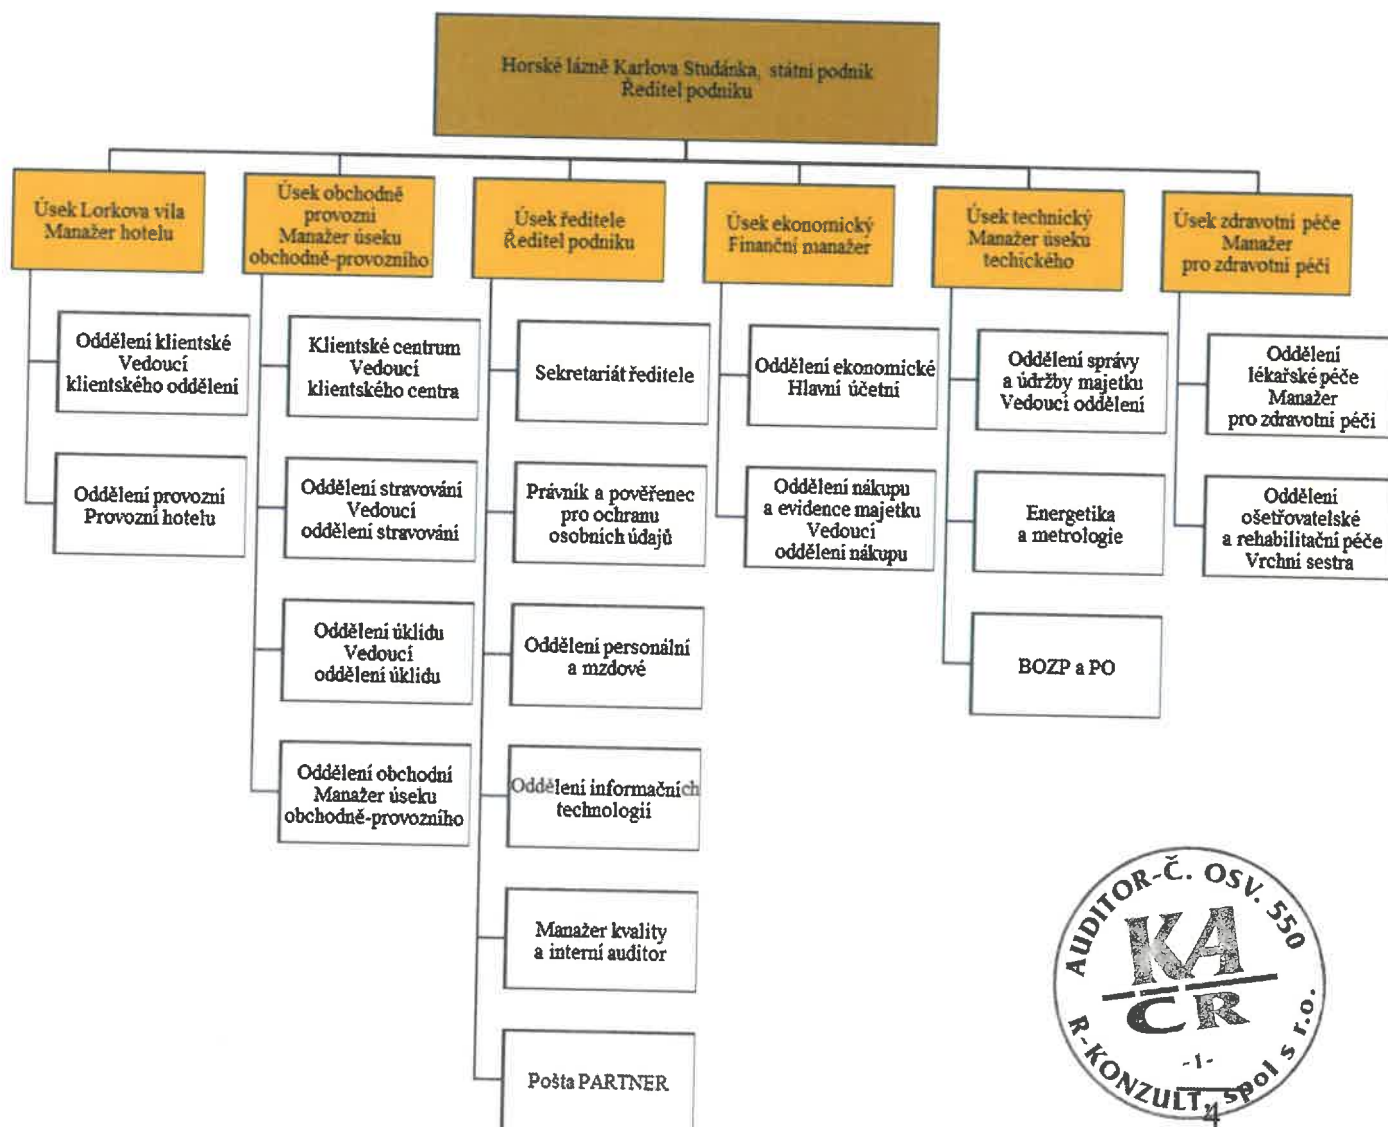 Horské lázně Karlova Studánka, státní podnik
Ředitel podniku
Úsek Lorkova vila
Manažer hotelu
Úsek obchodně
provozní
Manažer úseku
obchodně-provozního
Úsek ředitele
Ředitel podniku
Úsek ekonomický
Finanční manažer
Úsek technický
Manažer úseku
techického
Úsek zdravotní péče
Manažer
pro zdravotní péči
Oddělení klientské
Vedoucí
klientského oddělení
Oddělení provozní
Provozní hotelu
Klientské centrum
Vedoucí
klientského centra
Oddělení stravování
Vedoucí
oddělení stravování
Oddělení úklidu
Vedoucí
oddělení úklidu
Oddělení obchodní
Manažer úseku
obchodně-provozního
Sekretariát ředitele
Právník a pověřenec
pro ochranu
osobních údajů
Oddělení personální
a mzdové
Oddělení informačních
technologií
Manažer kvality
a interní auditor
Pošta PARTNER
Oddělení ekonomické
Hlavní účetní
Oddělení nákupu
a evidence majetku
Vedoucí
oddělení nákupu
Oddělení správy
a údržby majetku
Vedoucí oddělení
Energetika
a metrologie
BOZP a PO
Oddělení
lékařské péče
Manažer
pro zdravotní péči
Oddělení
ošetřovatelské
a rehabilitační péče
Vrchní sestra
AUDITOR-Č. OSV. 550
KA
CR
-1-
R-KONZULT, spol s r.o.
4